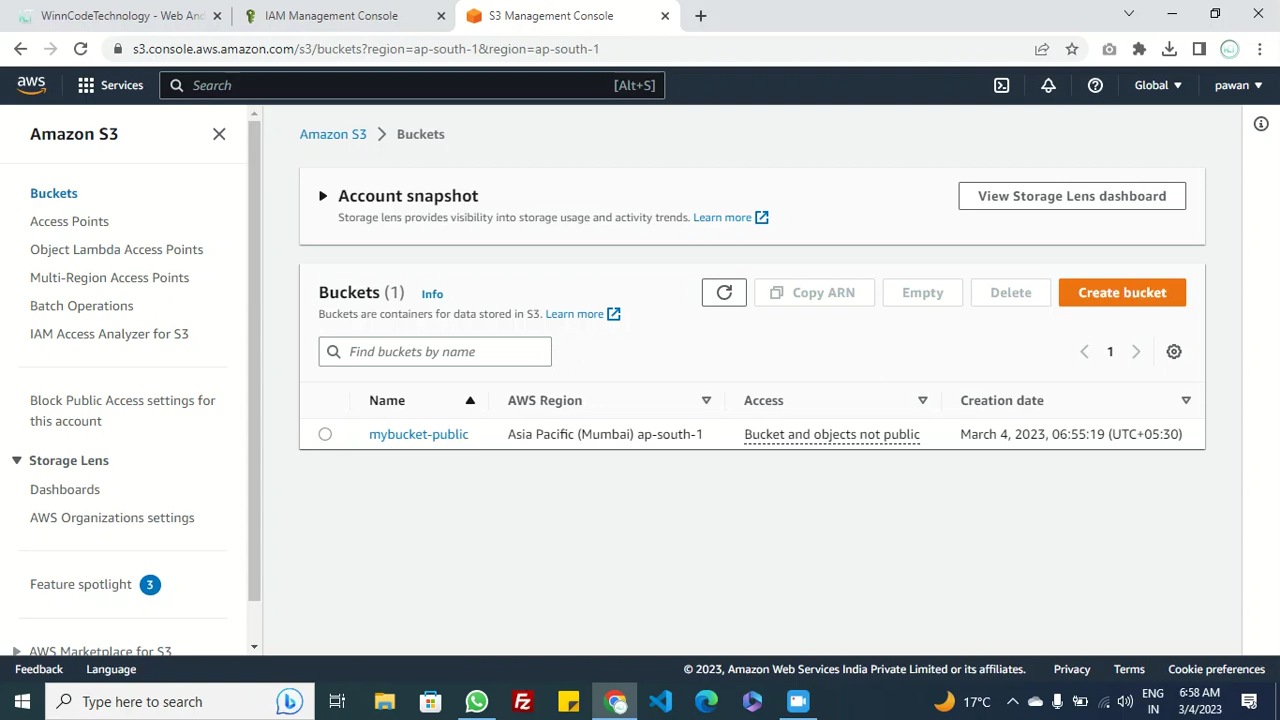 WinnCodeTechnology - Web And
IAM Management Console
S3 Management Console
s3.console.aws.amazon.com/s3/buckets?region=ap-south-1&region=ap-south-1
aws
Services
Search
[Alt+S]
Global
pawan
Amazon S3
Buckets
Access Points
Object Lambda Access Points
Multi-Region Access Points
Batch Operations
IAM Access Analyzer for S3
Block Public Access settings for
this account
Storage Lens
Dashboards
AWS Organizations settings
Feature spotlight 3
AWS Marketplace for S3
Amazon S3 > Buckets
Account snapshot
Storage lens provides visibility into storage usage and activity trends. Learn more
View Storage Lens dashboard
Buckets (1) Info
Buckets are containers for data stored in S3. Learn more
Copy ARN
Empty
Delete
Create bucket
Find buckets by name
1
Name AWS Region Access Creation date
mybucket-public Asia Pacific (Mumbai) ap-south-1 Bucket and objects not public March 4, 2023, 06:55:19 (UTC+05:30)
Feedback Language © 2023, Amazon Web Services India Private Limited or its affiliates. Privacy Terms Cookie preferences
Type here to search
17°C
ENG
IN
6:58 AM
3/4/2023